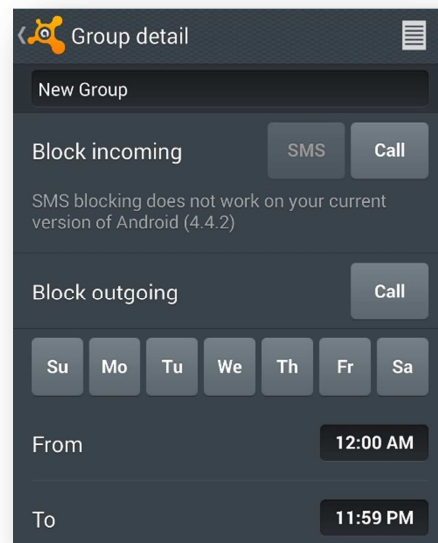 Group detail
New Group
Block incoming SMS Call
SMS blocking does not work on your current
version of Android (4.4.2)
Block outgoing Call
Su Mo Tu We Th Fr Sa
From 12:00 AM
To 11:59 PM